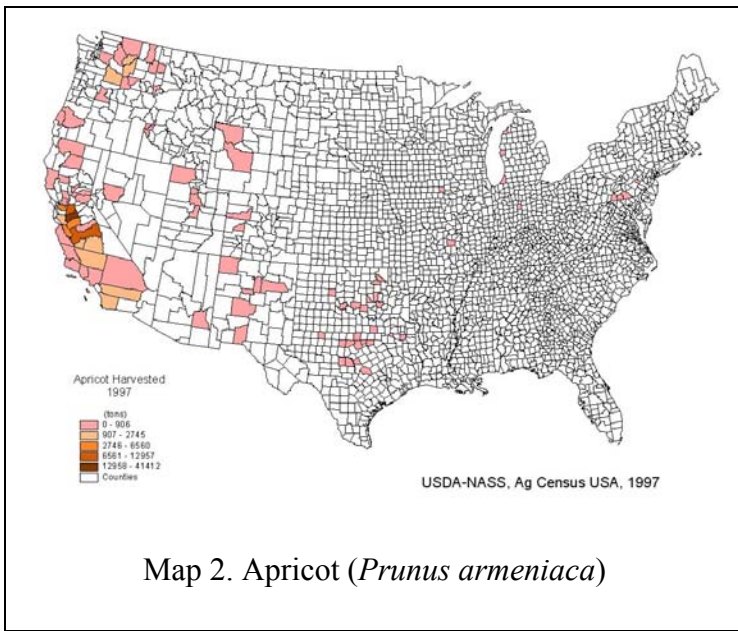 Apricot Harvested
1997
(tons)
0 - 906
907 - 2745
2746 - 6560
6561 - 12957
12958 - 41412
Counties
USDA-NASS, Ag Census USA, 1997
Map 2. Apricot (Prunus armeniaca)